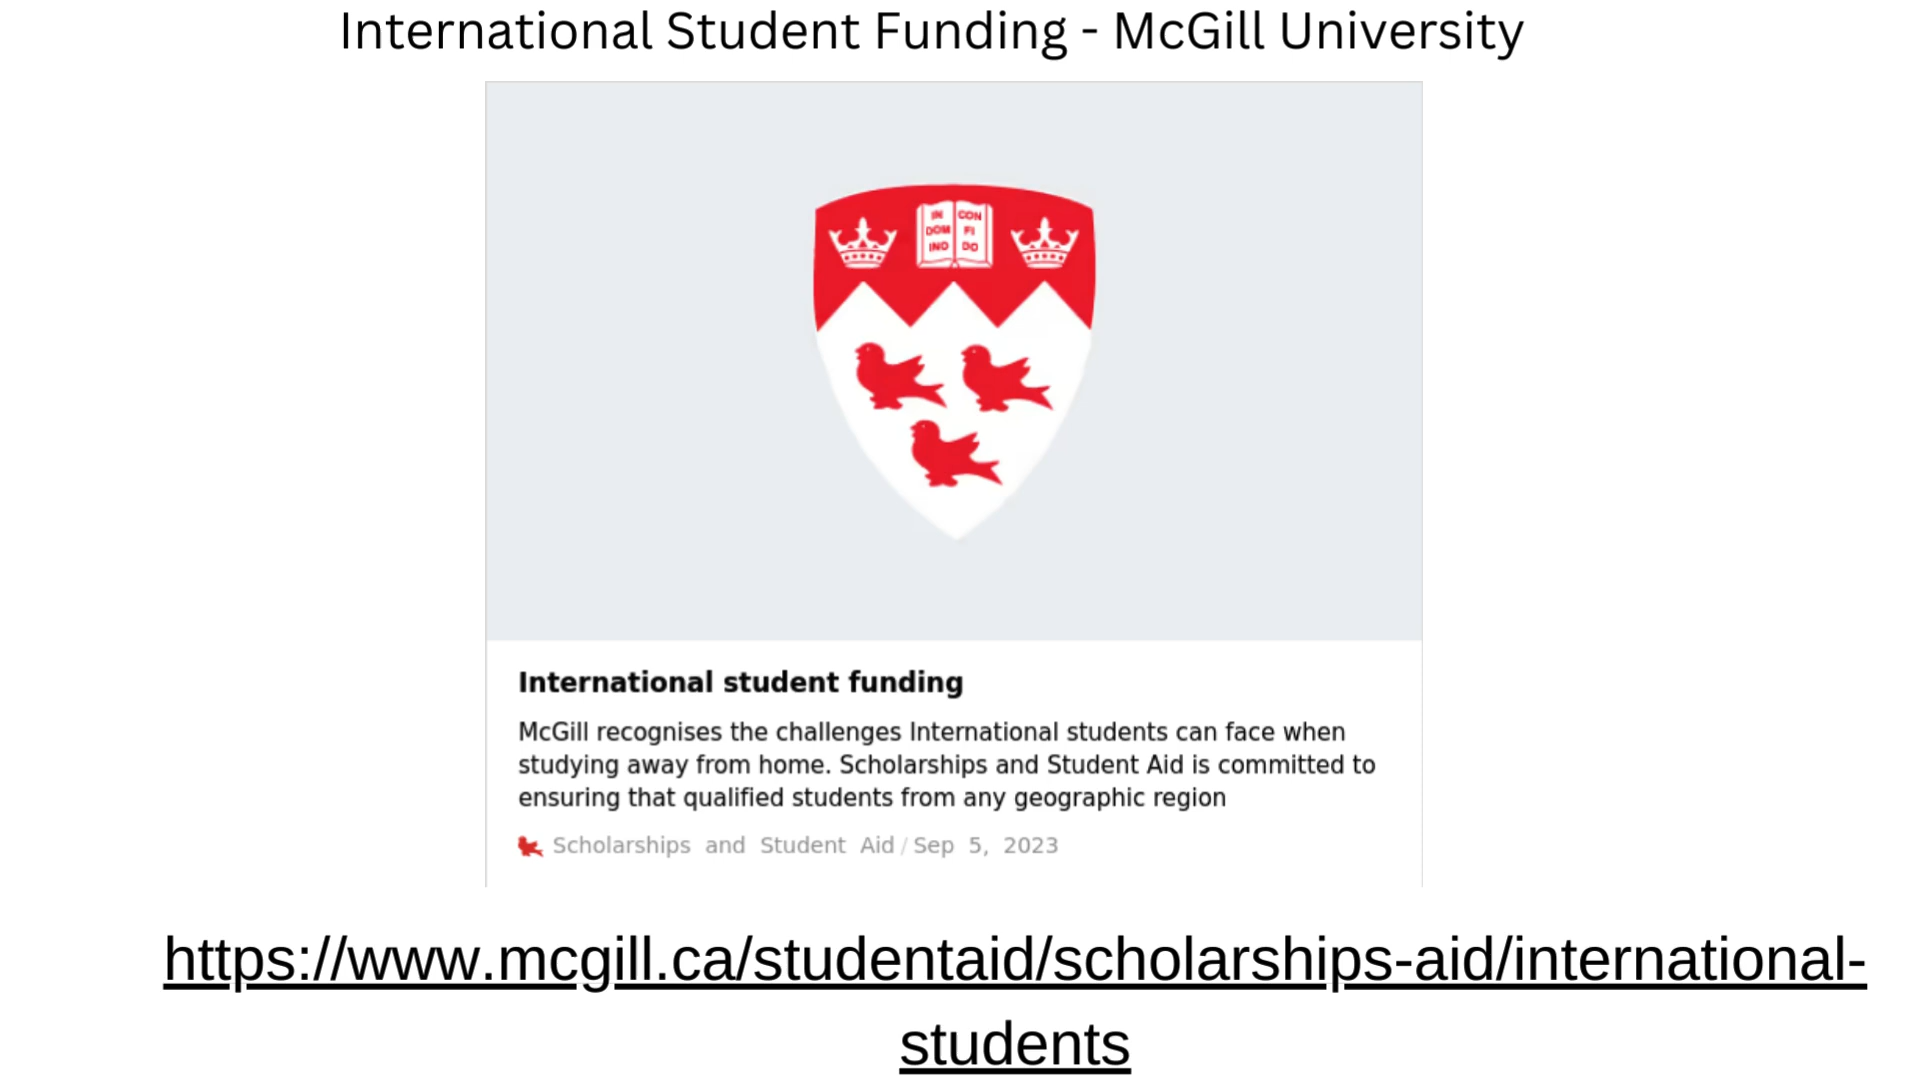 International Student Funding - McGill University
IN CON
DOM FI
INO DO
International student funding
McGill recognises the challenges International students can face when
studying away from home. Scholarships and Student Aid is committed to
ensuring that qualified students from any geographic region
Scholarships and Student Aid / Sep 5, 2023
https://www.mcgill.ca/studentaid/scholarships-aid/international-
students